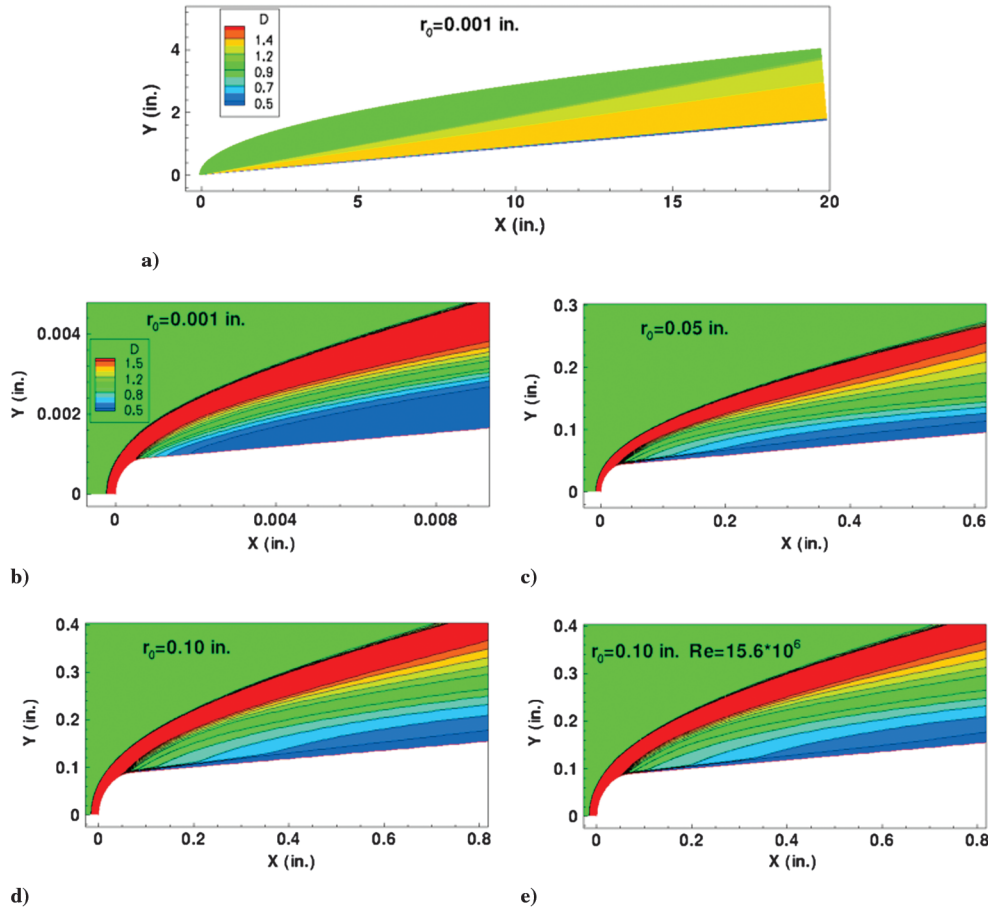 D
1.4
1.2
0.9
0.7
0.5
r0=0.001 in.
Y (in.)
4
2
0
0 5 10 15 20
X (in.)
a)
r0=0.001 in.
D
1.5
1.2
0.8
0.5
Y (in.)
0.004
0.002
0
0 0.004 0.008
X (in.)
b)
r0=0.05 in.
Y (in.)
0.3
0.2
0.1
0
0 0.2 0.4 0.6
X (in.)
c)
r0=0.10 in.
Y (in.)
0.4
0.3
0.2
0.1
0
0 0.2 0.4 0.6 0.8
X (in.)
d)
r0=0.10 in. Re=15.6*10^6
Y (in.)
0.4
0.3
0.2
0.1
0
0 0.2 0.4 0.6 0.8
X (in.)
e)